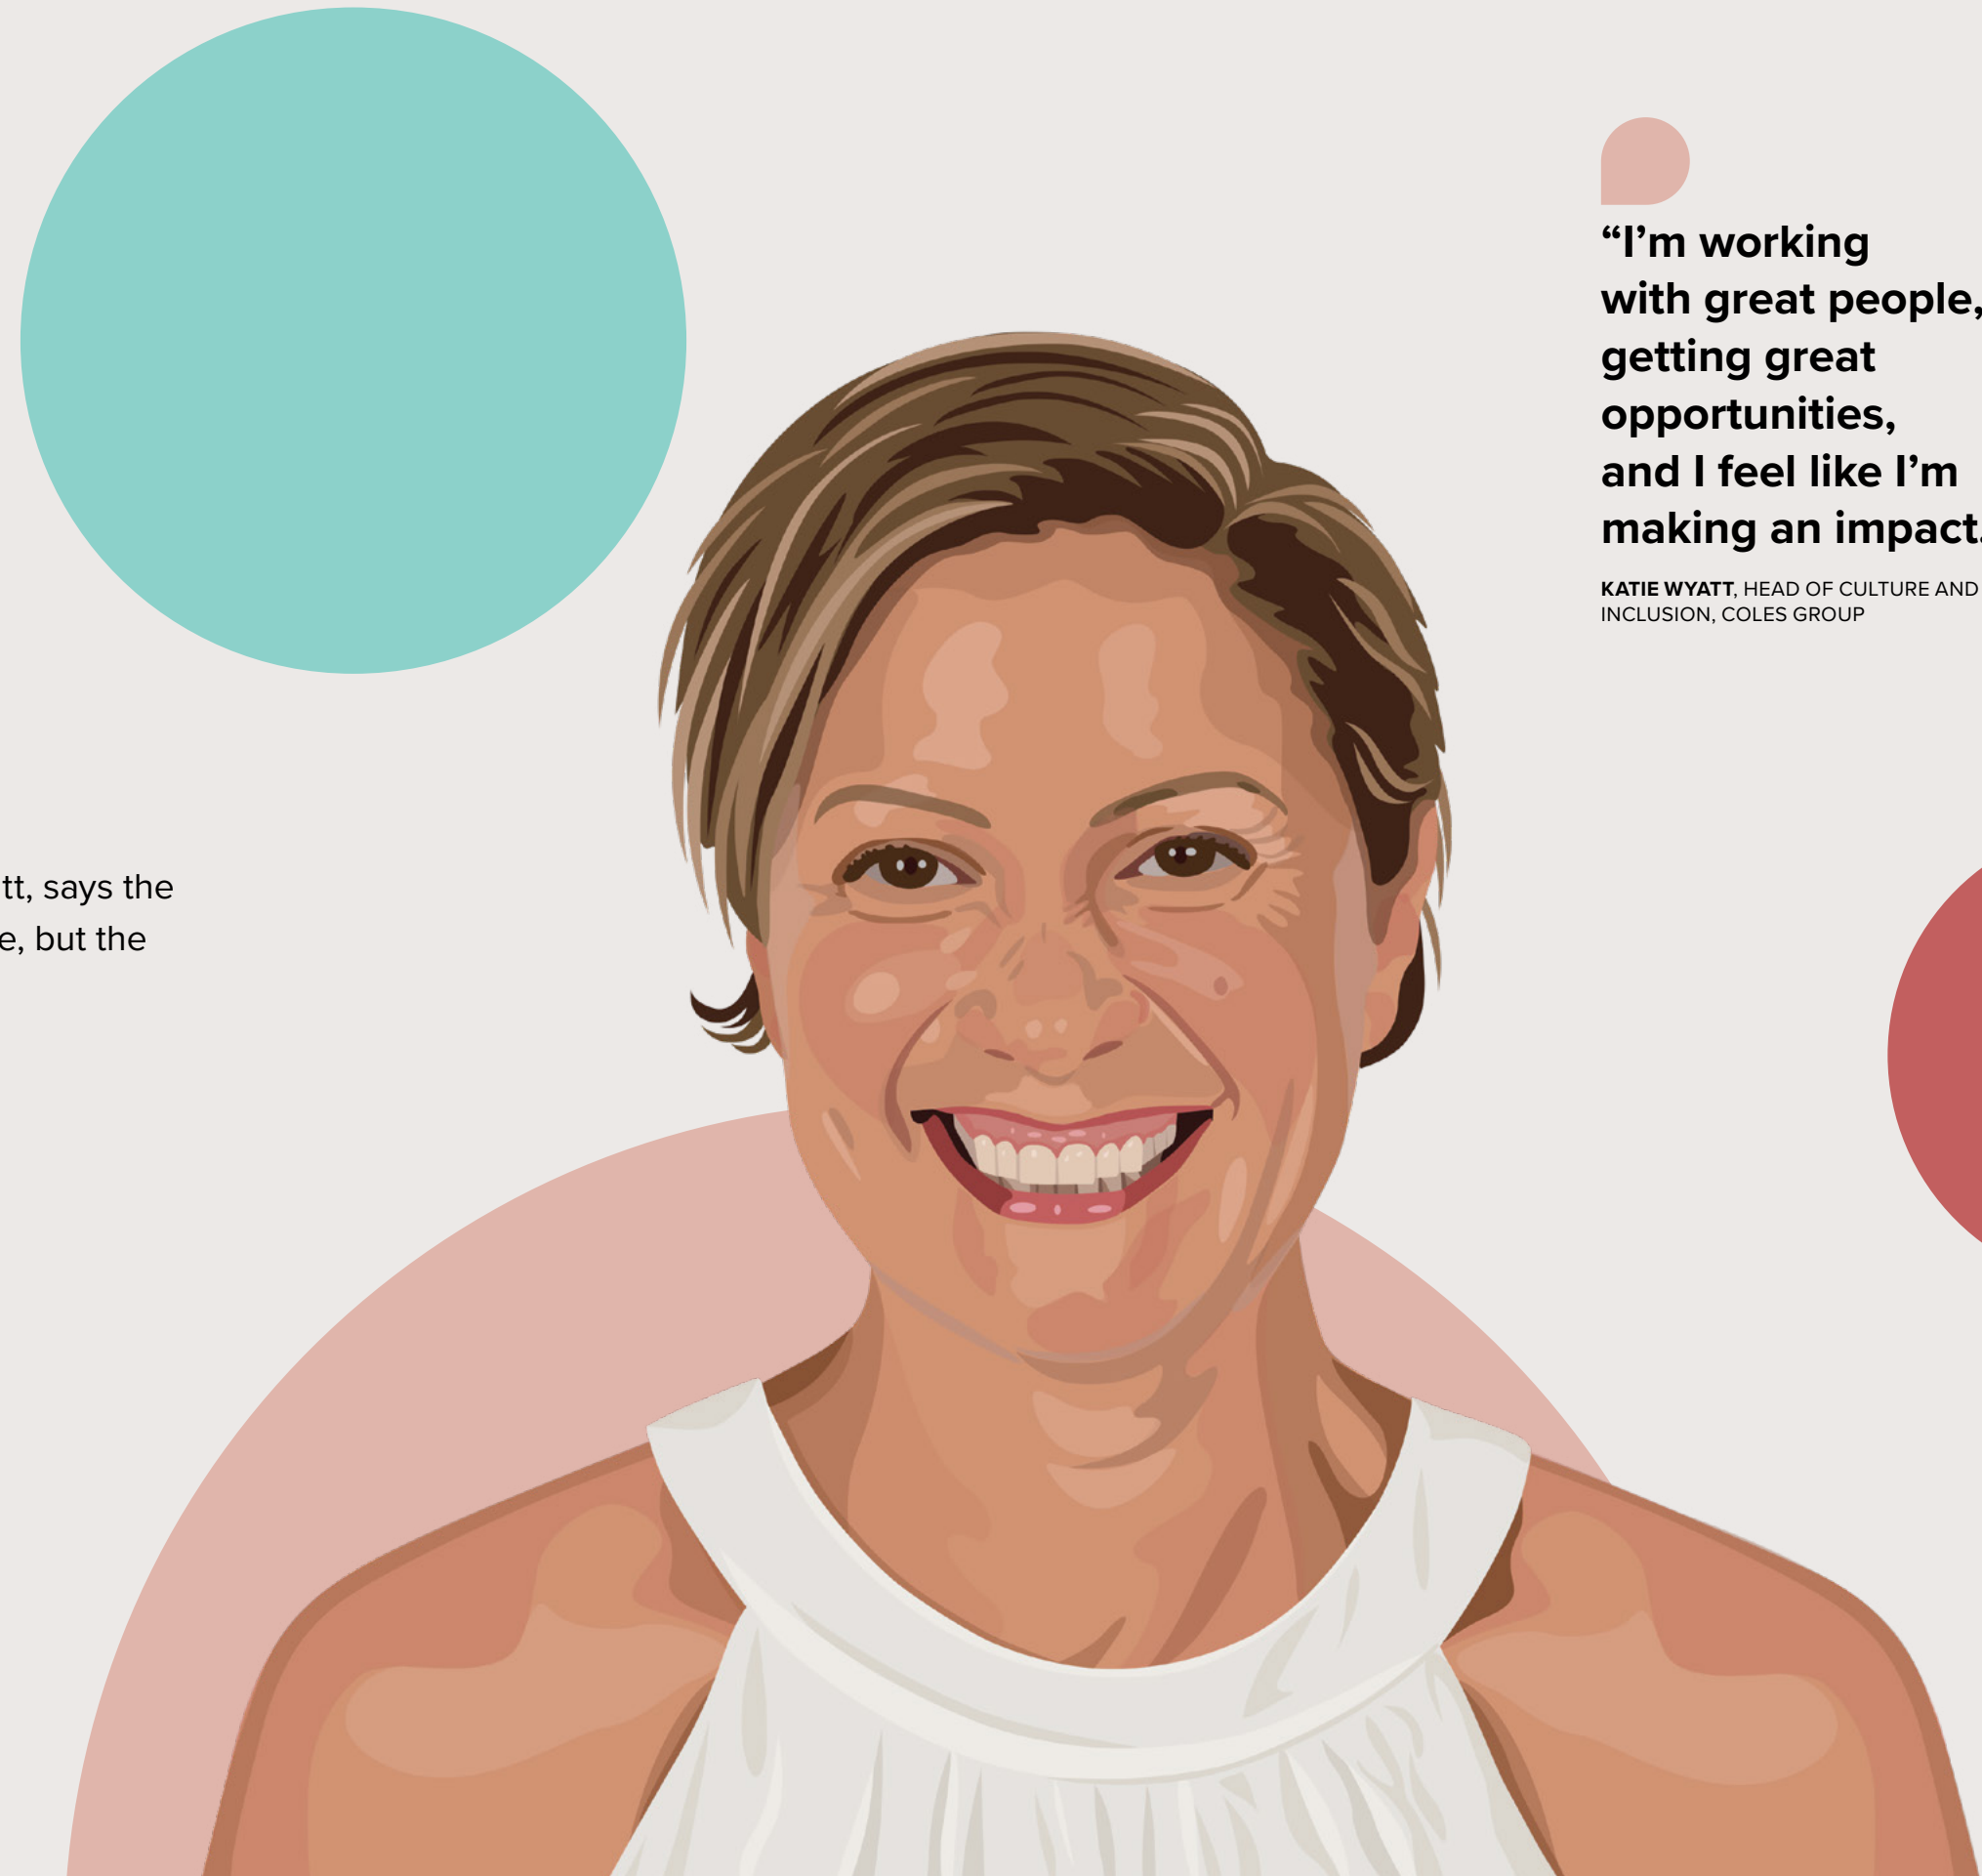 “I’m working
with great people,
getting great
opportunities,
and I feel like I’m
making an impact.
KATIE WYATT, HEAD OF CULTURE AND
INCLUSION, COLES GROUP
tt, says the
e, but the